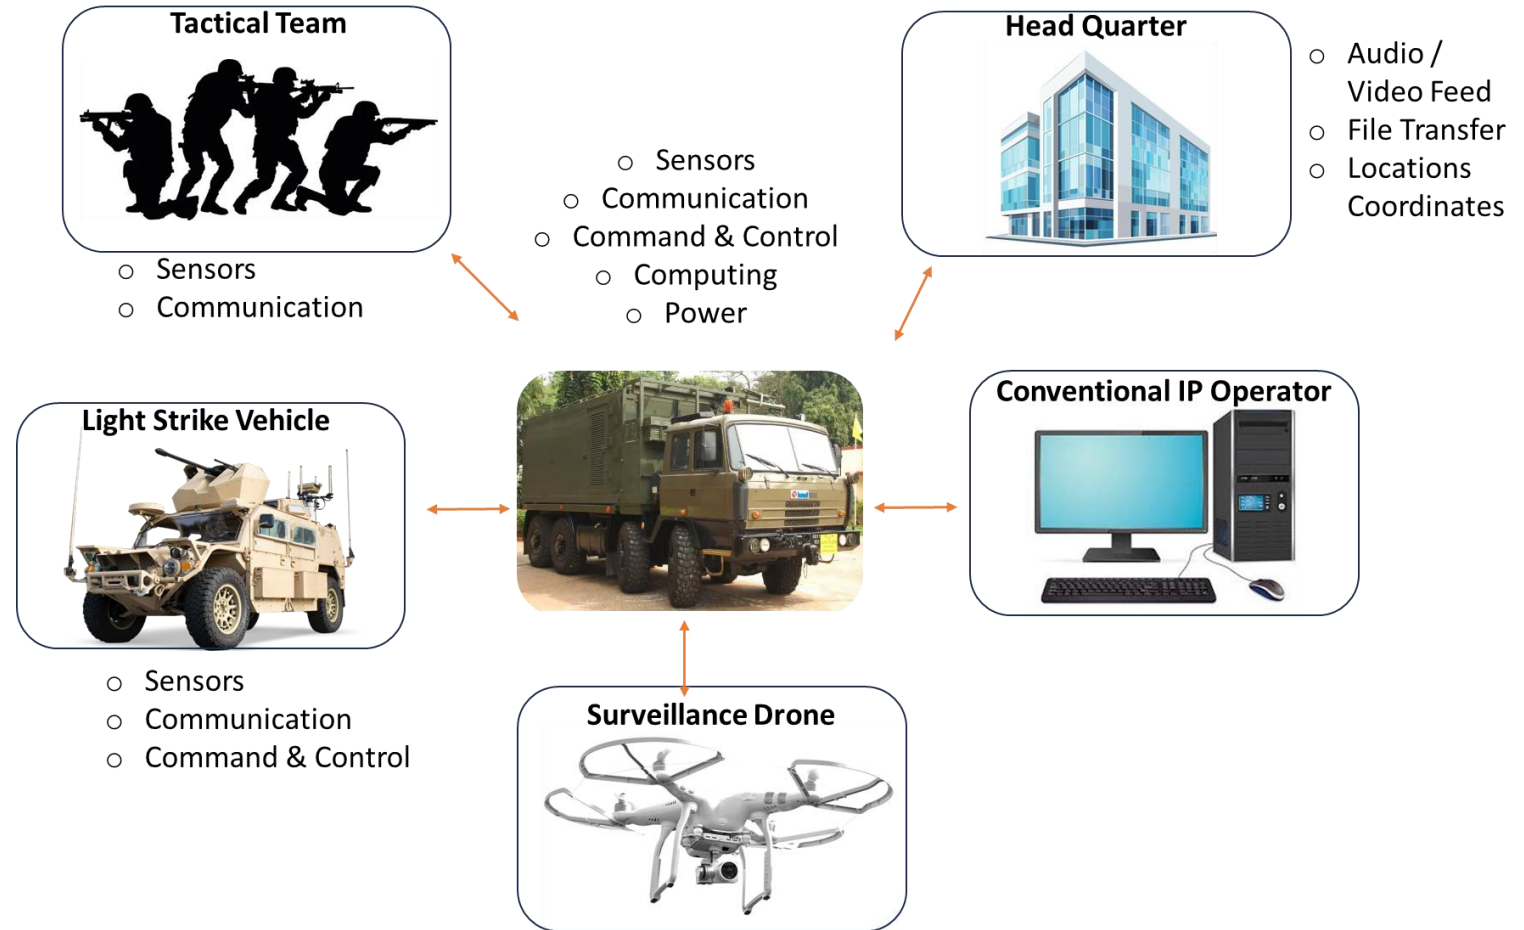 Tactical Team
○ Sensors
○ Communication
○ Sensors
○ Communication
○ Command & Control
○ Computing
○ Power
Head Quarter
○ Audio /
Video Feed
○ File Transfer
○ Locations
Coordinates
Light Strike Vehicle
○ Sensors
○ Communication
○ Command & Control
Conventional IP Operator
Surveillance Drone